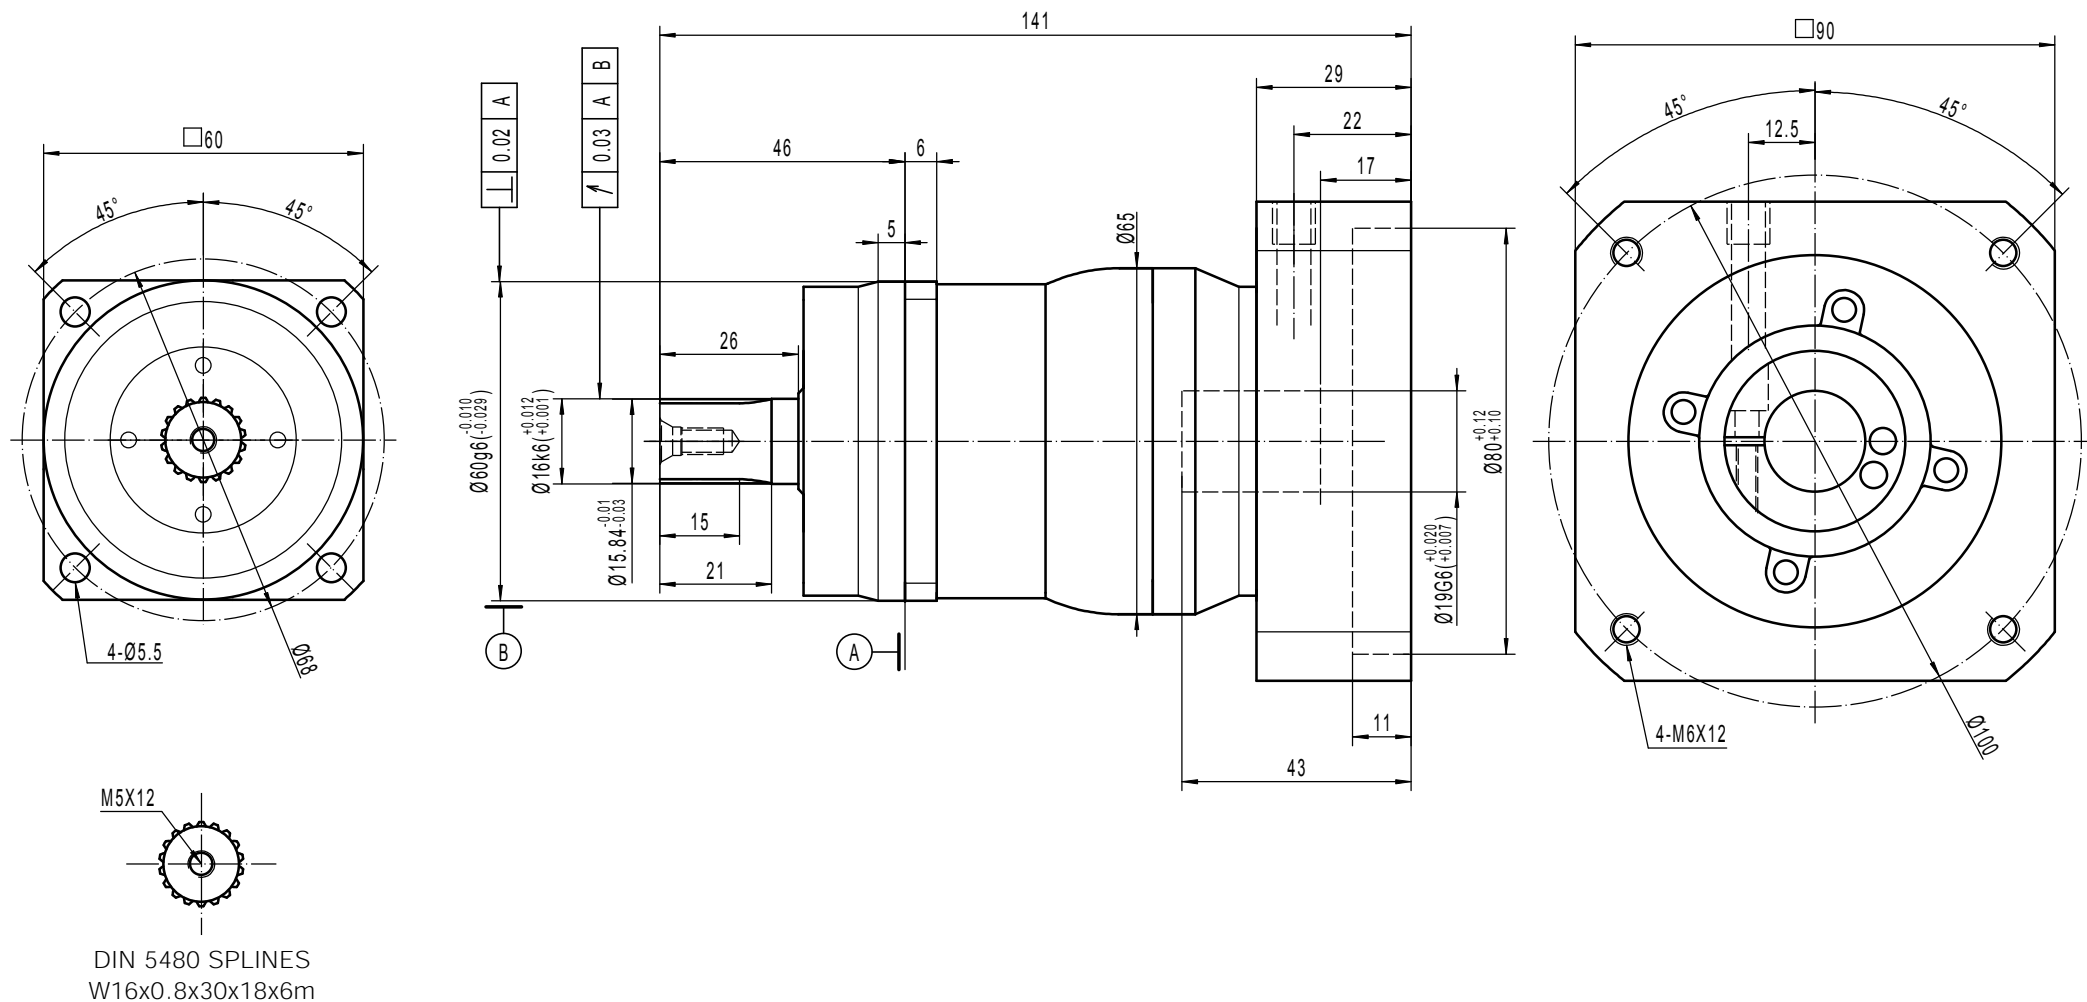 □60
45°
45°
4-Ø5.5
Ø68
M5X12
DIN 5480 SPLINES
W16x0.8x30x18x6m
⊥ 0.02 A
↗ 0.03 A B
141
46
6
5
29
22
17
26
Ø65
Ø60g6(-0.010 -0.029)
Ø16k6(+0.012 +0.001)
Ø15.84 -0.01 -0.03
15
21
B
A
Ø19G6(+0.020 +0.007)
Ø80 +0.12 +0.10
11
43
□90
45°
45°
12.5
4-M6X12
Ø100